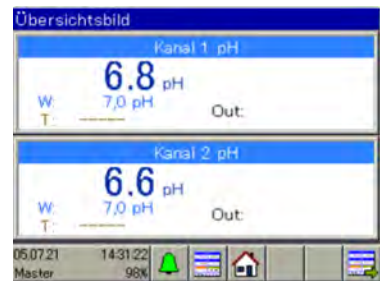 Übersichtsbild
Kanal 1 pH
6.8 pH
W: 7,0 pH
Out:
T: -----
Kanal 2 pH
6.6 pH
W: 7,0 pH
Out:
T: -----
05.07.21 14:31:22
Master 98%